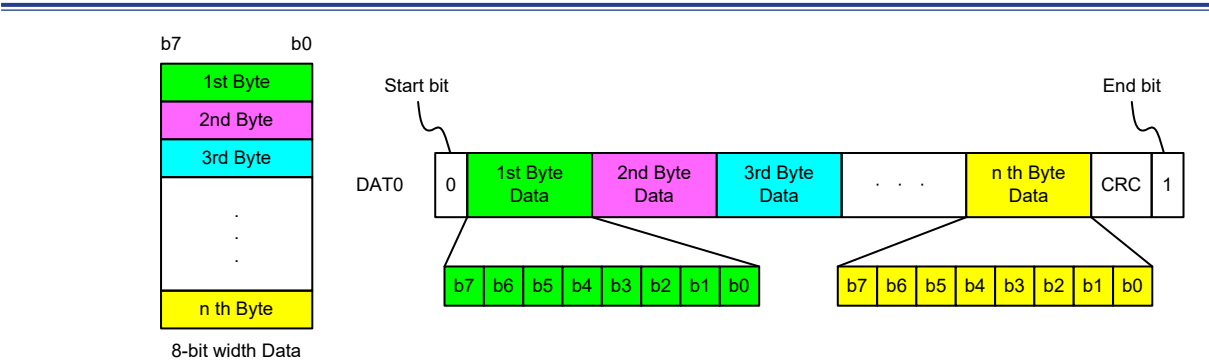 b7 b0
1st Byte
2nd Byte
3rd Byte
.
.
.
n th Byte
8-bit width Data
Start bit
End bit
DAT0
0
1st Byte
Data
2nd Byte
Data
3rd Byte
Data
. . .
n th Byte
Data
CRC
1
b7 b6 b5 b4 b3 b2 b1 b0
b7 b6 b5 b4 b3 b2 b1 b0